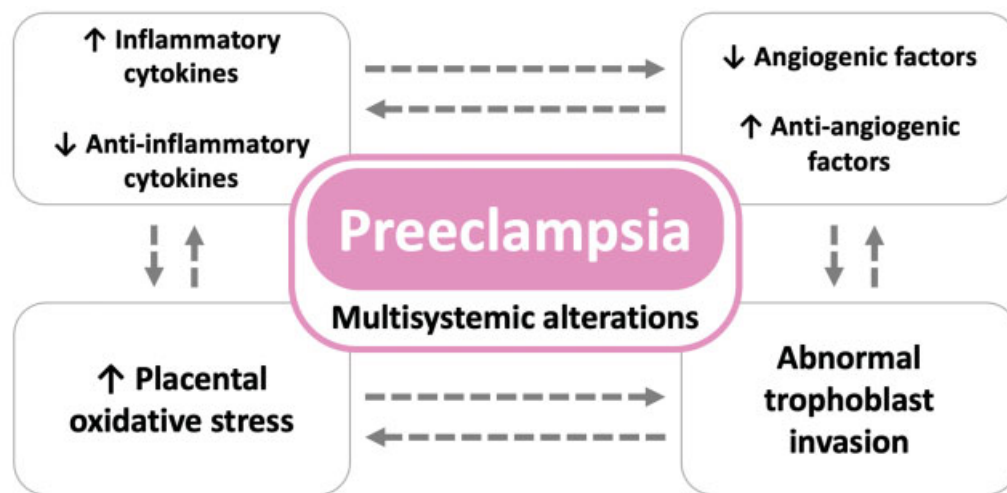 ↑ Inflammatory
cytokines
↓ Anti-inflammatory
cytokines
↓ Angiogenic factors
↑ Anti-angiogenic
factors
Preeclampsia
Multisystemic alterations
↑ Placental
oxidative stress
Abnormal
trophoblast
invasion